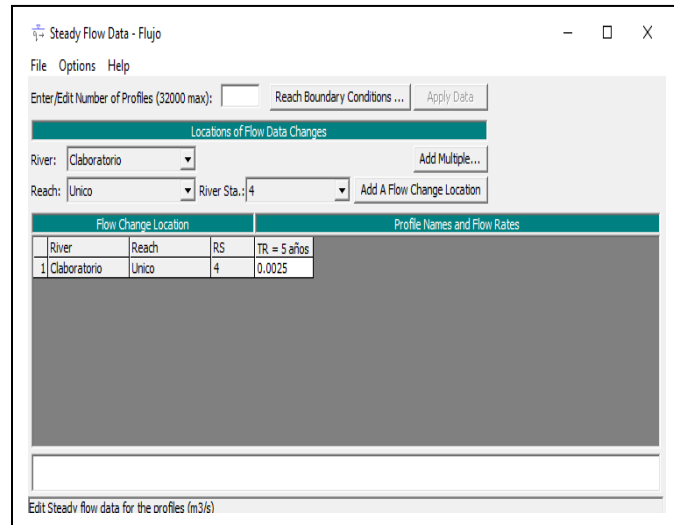 Steady Flow Data - Flujo
File Options Help
Enter/Edit Number of Profiles (32000 max): Reach Boundary Conditions ... Apply Data
Locations of Flow Data Changes
River: Claboratorio Add Multiple...
Reach: Unico River Sta.: 4 Add A Flow Change Location
Flow Change Location Profile Names and Flow Rates
River Reach RS TR = 5 años
1 Claboratorio Unico 4 0.0025
Edit Steady flow data for the profiles (m3/s)